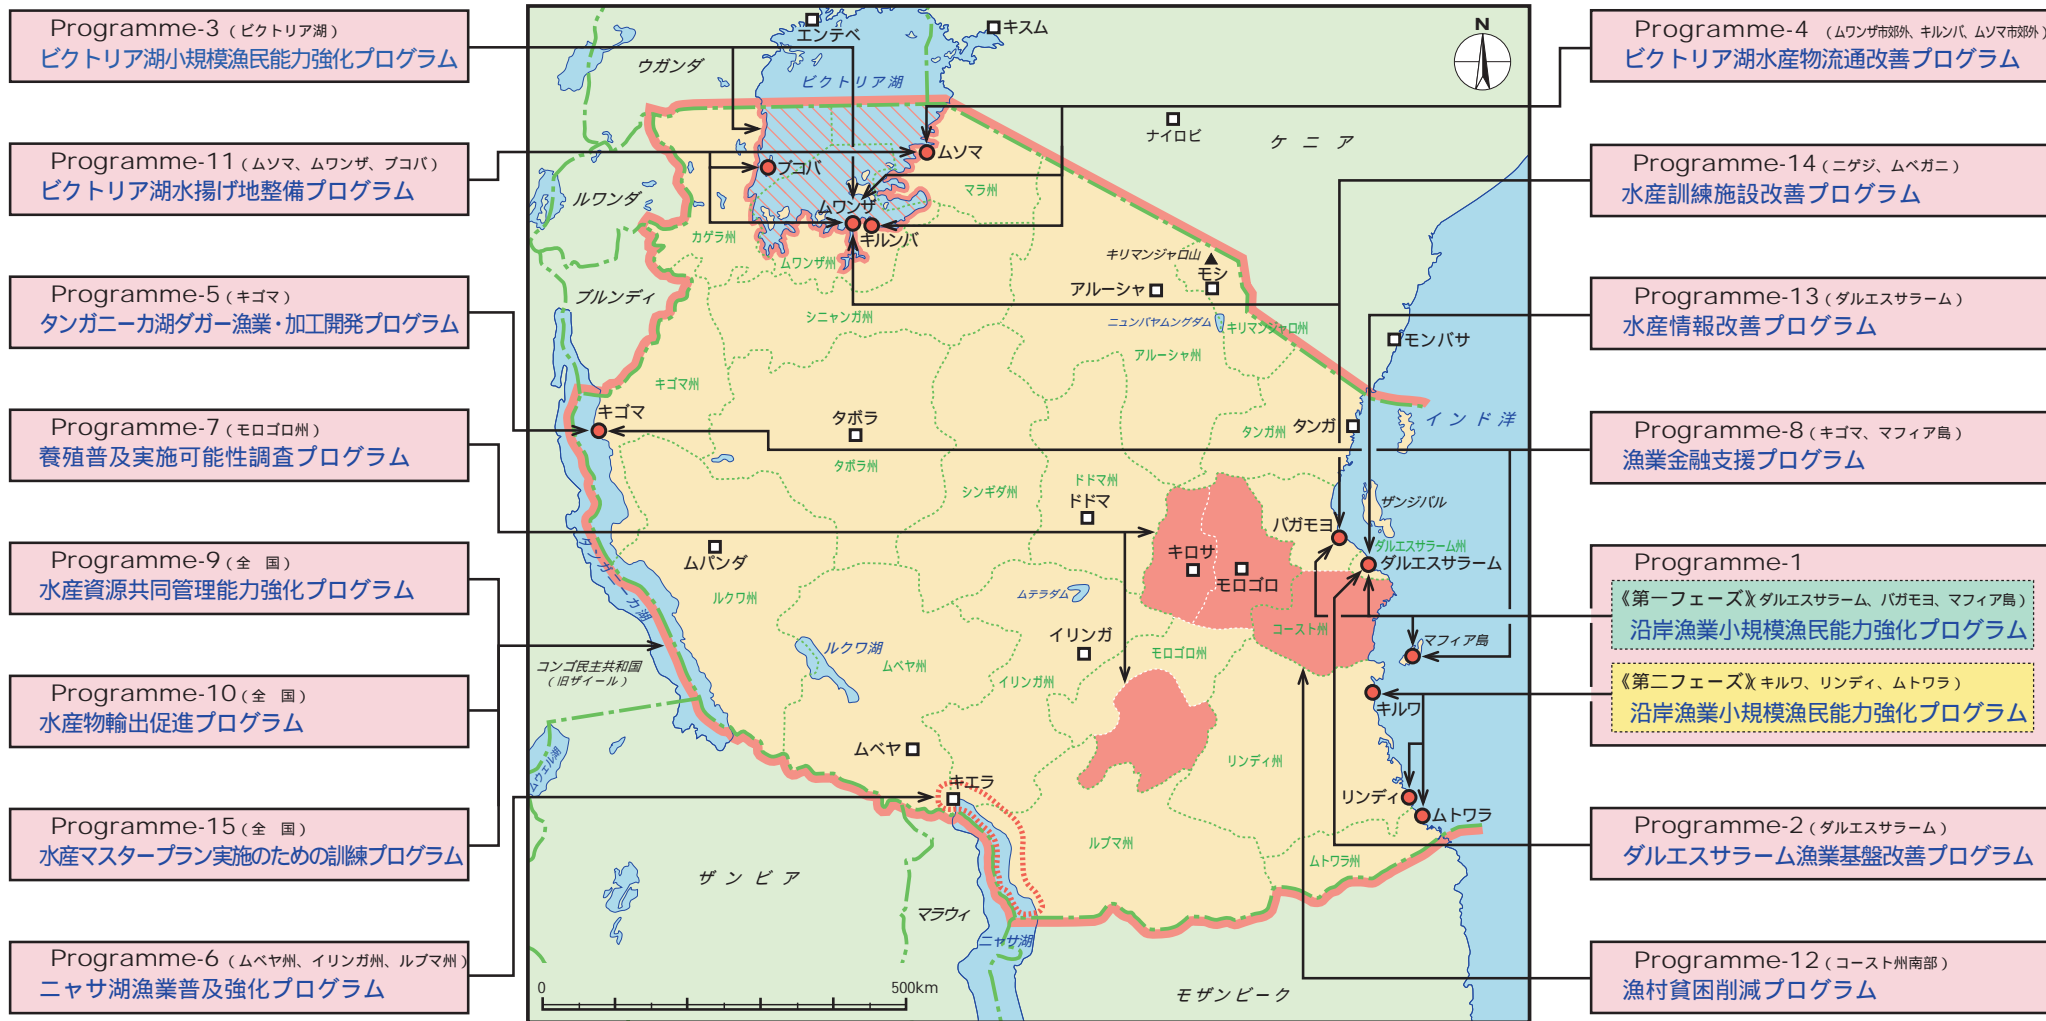 Programme-3（ビクトリア湖）
ビクトリア湖小規模漁民能力強化プログラム
Programme-11（ムソマ、ムワンザ、ブコバ）
ビクトリア湖水揚げ地整備プログラム
Programme-5（キゴマ）
タンガニーカ湖ダガー漁業・加工開発プログラム
Programme-7（モロゴロ州）
養殖普及実施可能性調査プログラム
Programme-9（全　国）
水産資源共同管理能力強化プログラム
Programme-10（全　国）
水産物輸出促進プログラム
Programme-15（全　国）
水産マスタープラン実施のための訓練プログラム
Programme-6（ムベヤ州、イリンガ州、ルブマ州）
ニャサ湖漁業普及強化プログラム
エンテベ
キスム
ウガンダ
ビクトリア湖
N
ナイロビ
ケニア
ムソマ
ブコバ
マラ州
ルワンダ
ムワンザ
キルンバ
カゲラ州
ムワンザ州
キリマンジャロ山
モシ
アルーシャ
ブルンディ
シニャンガ州
ニュンバヤムングダム
キリマンジャロ州
モンバサ
アルーシャ州
キゴマ州
キゴマ
タボラ
タンガ
インド洋
タンガ州
タボラ州
シンギダ州
ドドマ州
ドドマ
ザンジバル
バガモヨ
ダルエスサラーム州
キロサ
ダルエスサラーム
ムパンダ
モロゴロ
タンガニーカ湖
ルクワ州
ムテラダム
コースト州
イリンガ
マフィア島
ルクワ湖
モロゴロ州
コンゴ民主共和国
（旧ザイール）
ムベヤ州
イリンガ州
キルワ
ムベヤ
リンディ州
ムウェル湖
キエラ
リンディ
ムトワラ
ルブマ州
ムトワラ州
ザンビア
マラウィ
ニャサ湖
モザンビーク
0
500km
Programme-4（ムワンザ市郊外、キルンバ、ムソマ市郊外）
ビクトリア湖水産物流通改善プログラム
Programme-14（ニゲジ、ムベガニ）
水産訓練施設改善プログラム
Programme-13（ダルエスサラーム）
水産情報改善プログラム
Programme-8（キゴマ、マフィア島）
漁業金融支援プログラム
Programme-1
《第一フェーズ》（ダルエスサラーム、バガモヨ、マフィア島）
沿岸漁業小規模漁民能力強化プログラム
《第二フェーズ》（キルワ、リンディ、ムトワラ）
沿岸漁業小規模漁民能力強化プログラム
Programme-2（ダルエスサラーム）
ダルエスサラーム漁業基盤改善プログラム
Programme-12（コースト州南部）
漁村貧困削減プログラム